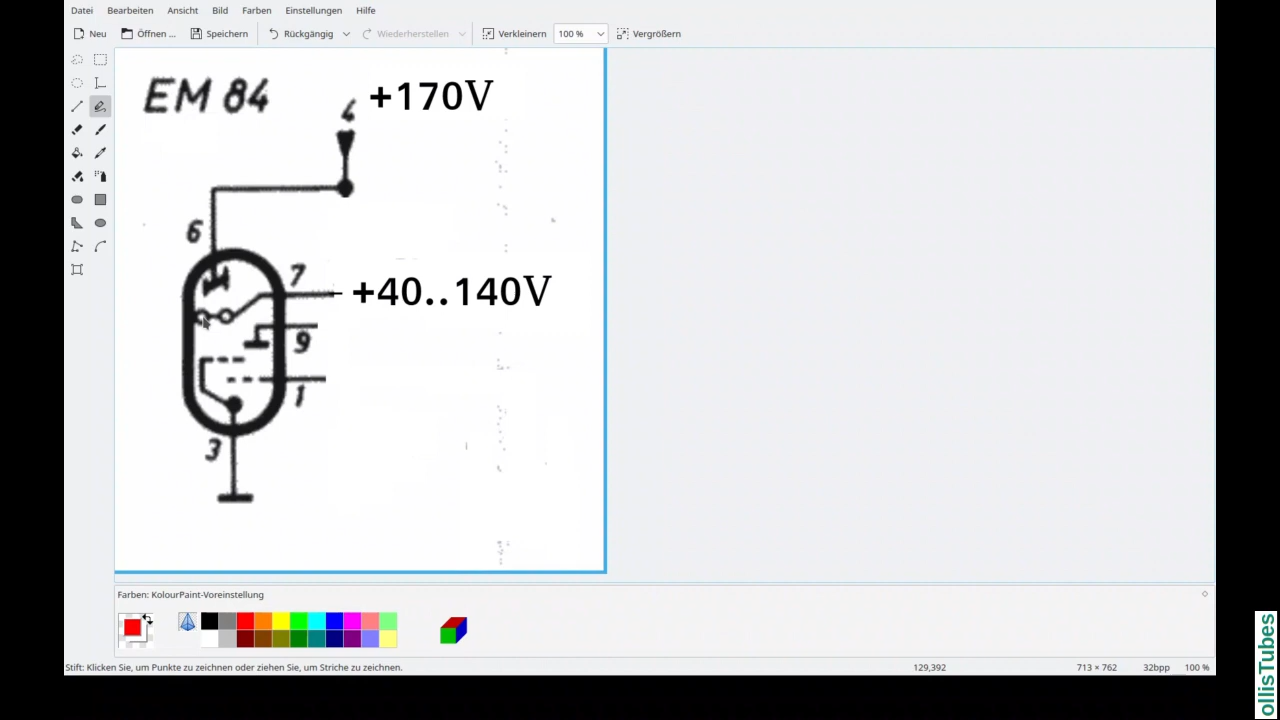 Datei Bearbeiten Ansicht Bild Farben Einstellungen Hilfe
Neu Öffnen ... Speichern Rückgängig Wiederherstellen Verkleinern 100 % Vergrößern
EM 84
4 +170V
6
7 +40..140V
9
1
3
Farben: KolourPaint-Voreinstellung
Stift: Klicken Sie, um Punkte zu zeichnen oder ziehen Sie, um Striche zu zeichnen. 129,392 713 × 762 32bpp 100 %
ollisTubes